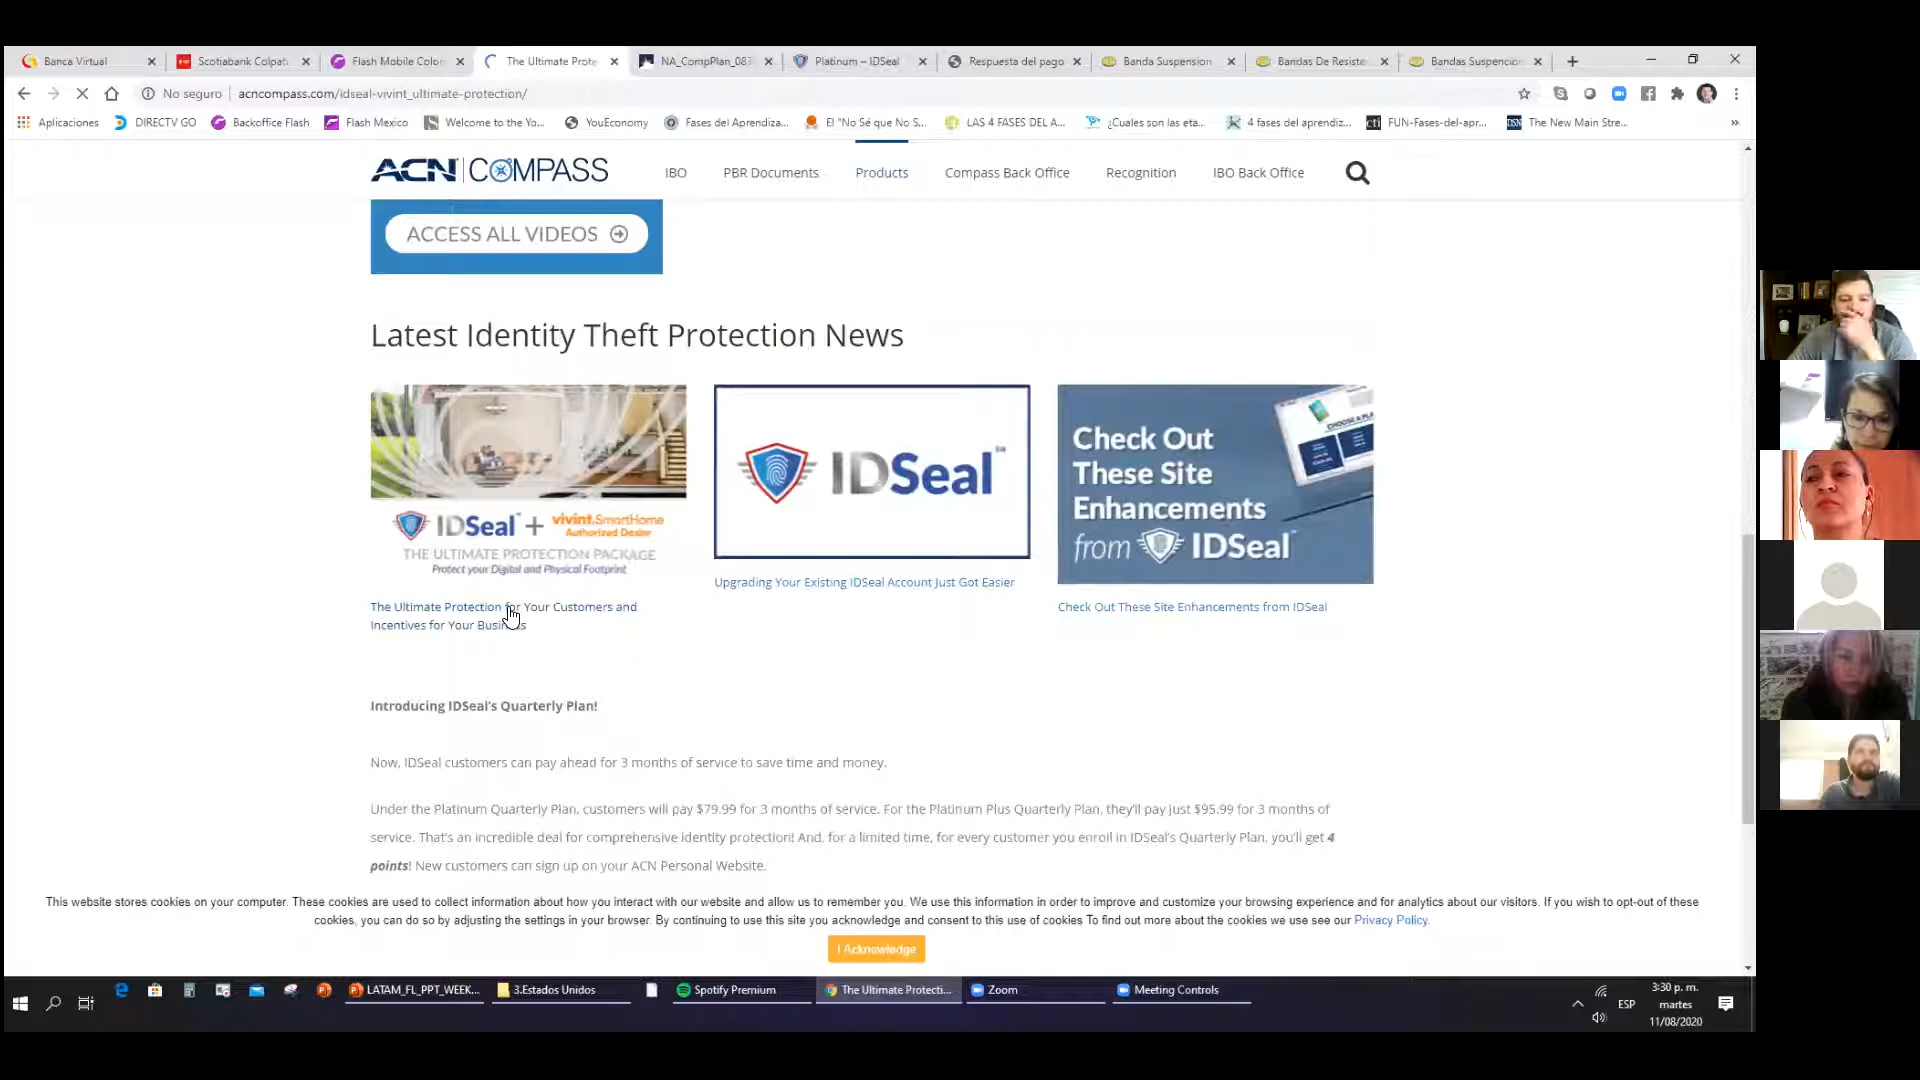 Banca Virtual
Scotiabank Colpat
Flash Mobile Color
The Ultimate Prote
NA_CompPlan_083
Platinum – IDSeal
Respuesta del pago
Banda Suspension
Bandas De Resiste
Bandas Suspension
No seguro
acncompass.com/idseal-vivint_ultimate-protection/
Aplicaciones
DIRECTV GO
Backoffice Flash
Flash Mexico
Welcome to the Yo...
YouEconomy
Fases del Aprendiza...
El "No Sé que No S...
LAS 4 FASES DEL A...
¿Cuales son las eta...
4 fases del aprendiz...
FUN-Fases-del-apr...
The New Main Stre...
ACN COMPASS
IBO
PBR Documents
Products
Compass Back Office
Recognition
IBO Back Office
ACCESS ALL VIDEOS
Latest Identity Theft Protection News
IDSeal™ + vivint.SmartHome
Authorized Dealer
THE ULTIMATE PROTECTION PACKAGE
Protect your Digital and Physical Footprint
The Ultimate Protection for Your Customers and
Incentives for Your Business
IDSeal
Upgrading Your Existing IDSeal Account Just Got Easier
Check Out
These Site
Enhancements
from IDSeal
Check Out These Site Enhancements from IDSeal
Introducing IDSeal's Quarterly Plan!
Now, IDSeal customers can pay ahead for 3 months of service to save time and money.
Under the Platinum Quarterly Plan, customers will pay $79.99 for 3 months of service. For the Platinum Plus Quarterly Plan, they'll pay just $95.99 for 3 months of
service. That's an incredible deal for comprehensive identity protection! And, for a limited time, for every customer you enroll in IDSeal's Quarterly Plan, you'll get 4
points! New customers can sign up on your ACN Personal Website.
This website stores cookies on your computer. These cookies are used to collect information about how you interact with our website and allow us to remember you. We use this information in order to improve and customize your browsing experience and for analytics about our visitors. If you wish to opt-out of these
cookies, you can do so by adjusting the settings in your browser. By continuing to use this site you acknowledge and consent to this use of cookies To find out more about the cookies we use see our Privacy Policy.
I Acknowledge
LATAM_FL_PPT_WEEK...
3.Estados Unidos
Spotify Premium
The Ultimate Protecti...
Zoom
Meeting Controls
ESP
3:30 p. m.
martes
11/08/2020